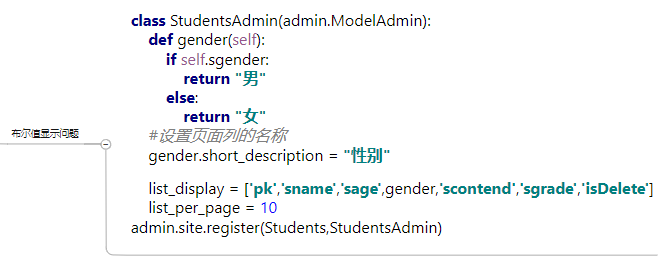 class StudentsAdmin(admin.ModelAdmin):
def gender(self):
if self.sgender:
return "男"
else:
return "女"
#设置页面列的名称
gender.short_description = "性别"
布尔值显示问题
list_display = ['pk','sname','sage',gender,'scontend','sgrade','isDelete']
list_per_page = 10
admin.site.register(Students,StudentsAdmin)